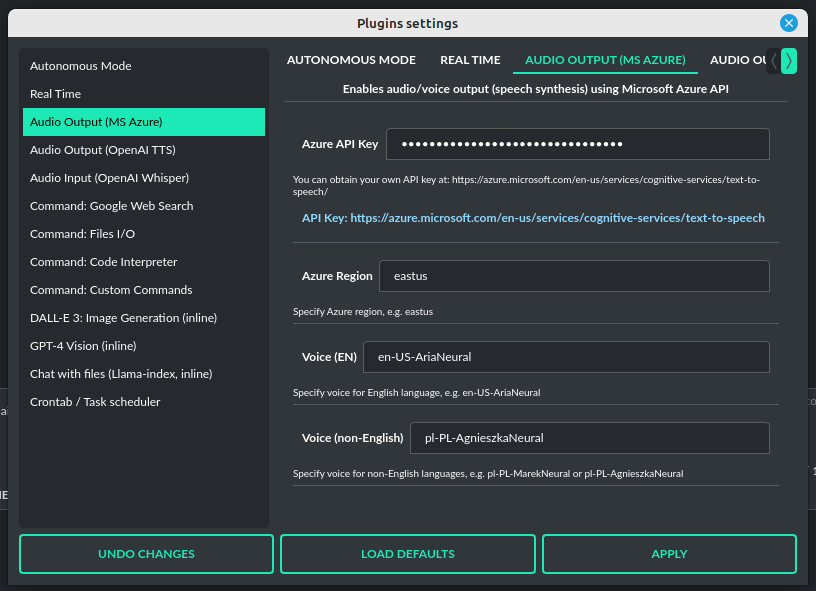 Plugins settings
Autonomous Mode
Real Time
Audio Output (MS Azure)
Audio Output (OpenAI TTS)
Audio Input (OpenAI Whisper)
Command: Google Web Search
Command: Files I/O
Command: Code Interpreter
Command: Custom Commands
DALL-E 3: Image Generation (inline)
GPT-4 Vision (inline)
Chat with files (Llama-index, inline)
Crontab / Task scheduler
AUTONOMOUS MODE REAL TIME AUDIO OUTPUT (MS AZURE) AUDIO OU
Enables audio/voice output (speech synthesis) using Microsoft Azure API
Azure API Key ••••••••••••••••••••••••••••••••
You can obtain your own API key at: https://azure.microsoft.com/en-us/services/cognitive-services/text-to-
speech/
API Key: https://azure.microsoft.com/en-us/services/cognitive-services/text-to-speech
Azure Region eastus
Specify Azure region, e.g. eastus
Voice (EN) en-US-AriaNeural
Specify voice for English language, e.g. en-US-AriaNeural
Voice (non-English) pl-PL-AgnieszkaNeural
Specify voice for non-English languages, e.g. pl-PL-MarekNeural or pl-PL-AgnieszkaNeural
UNDO CHANGES LOAD DEFAULTS APPLY